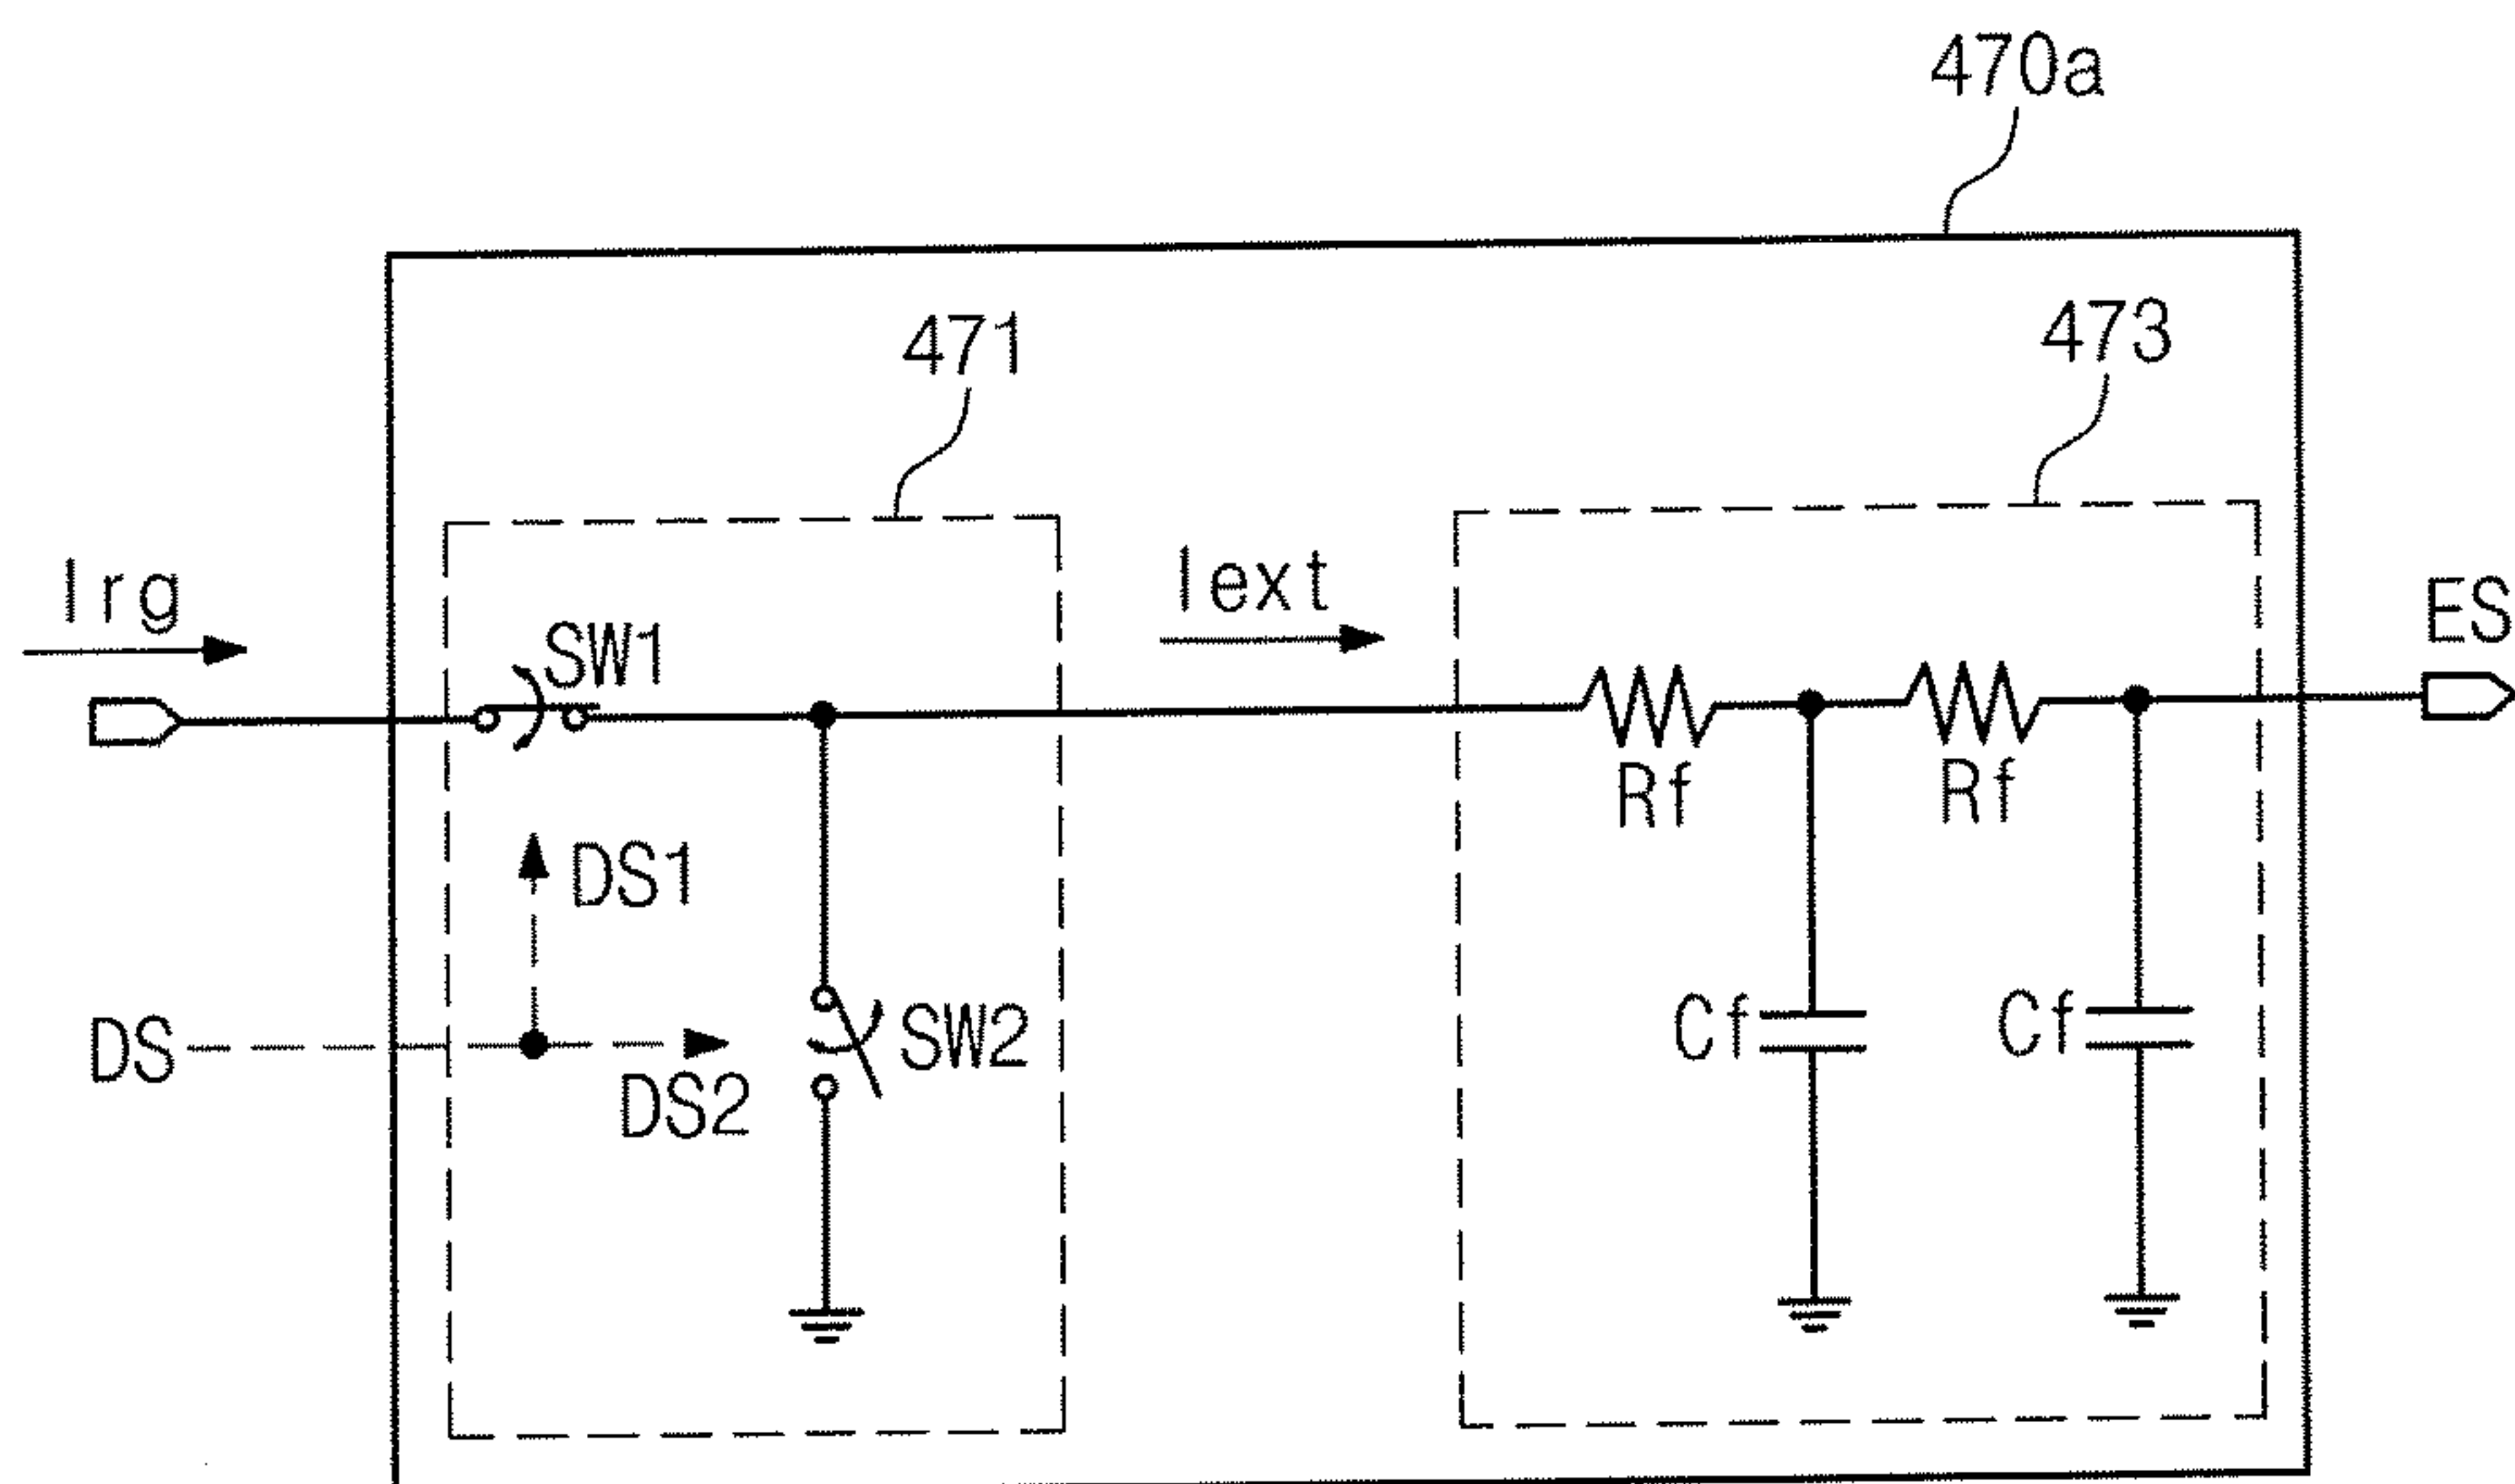 470a
471
473
Irg
Iext
ES
SW1
Rf
Rf
DS1
DS
DS2
SW2
Cf
Cf